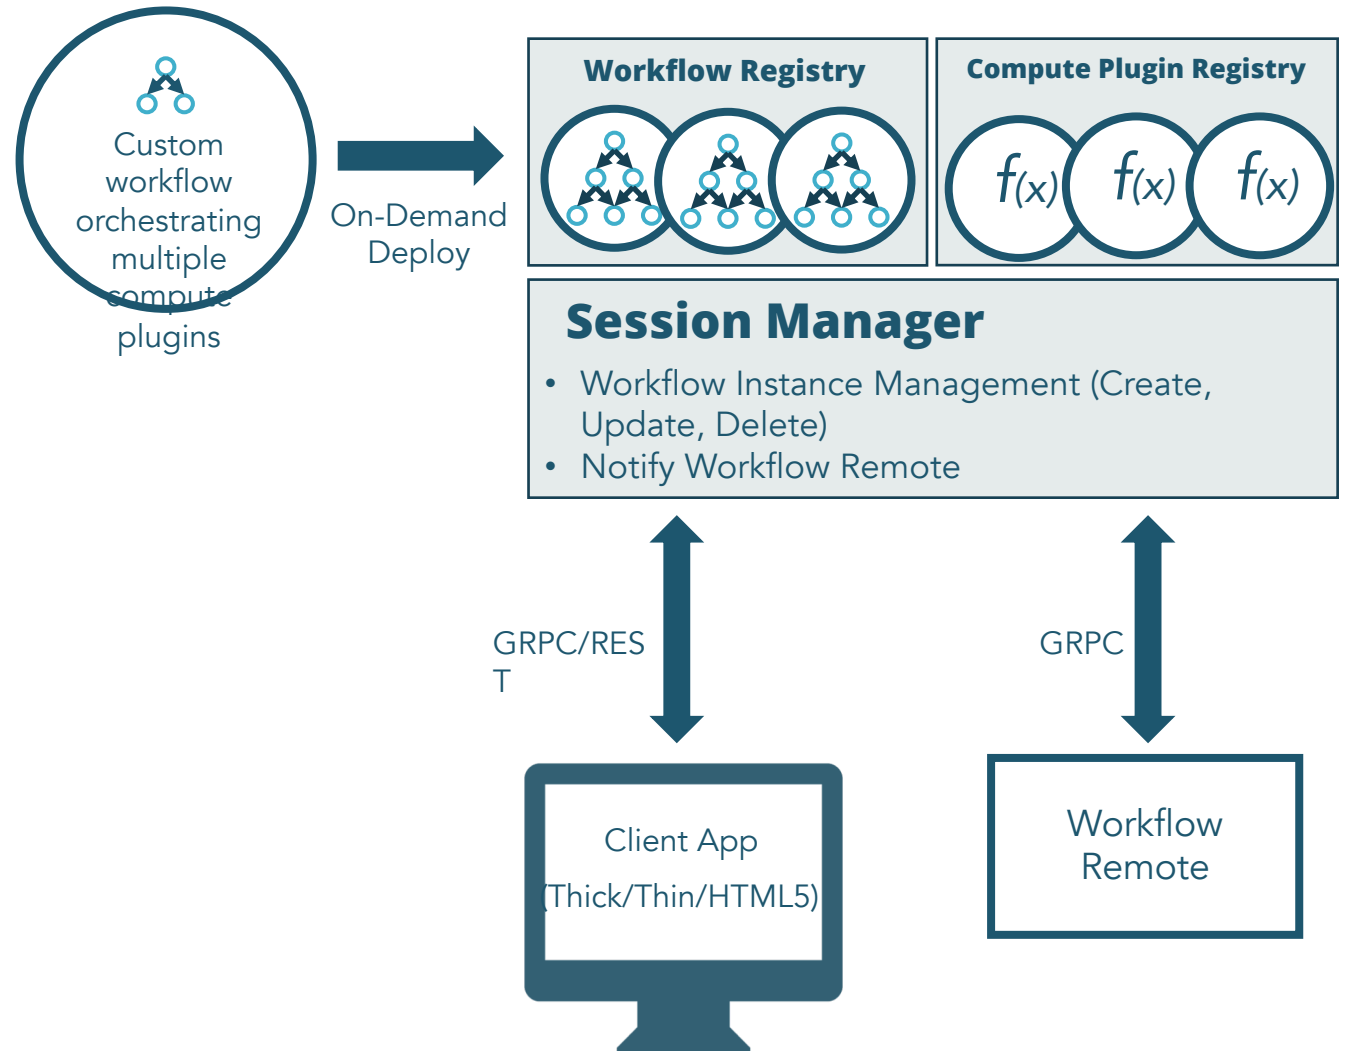 Custom
workflow
orchestrating
multiple
compute
plugins
On-Demand
Deploy
Workflow Registry
Compute Plugin Registry
f(x)
f(x)
f(x)
Session Manager
• Workflow Instance Management (Create,
Update, Delete)
• Notify Workflow Remote
GRPC/RES
T
GRPC
Client App
(Thick/Thin/HTML5)
Workflow
Remote